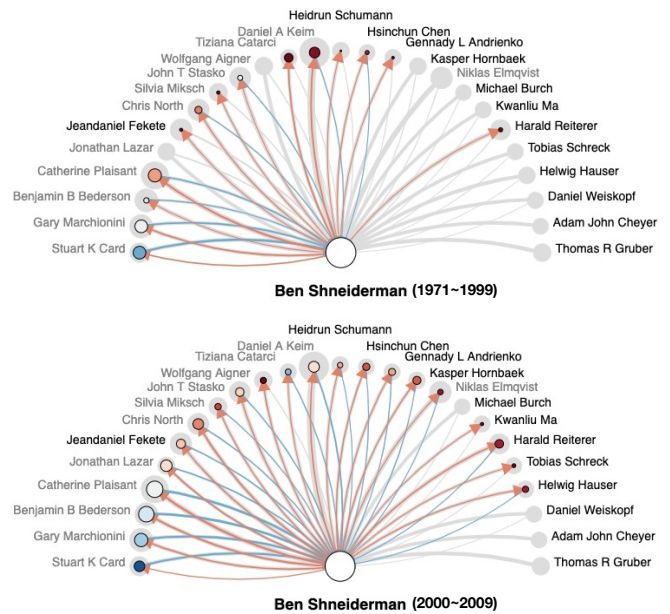 Heidrun Schumann
Daniel A Keim
Hsinchun Chen
Tiziana Catarci
Gennady L Andrienko
Wolfgang Aigner
Kasper Hornbaek
John T Stasko
Niklas Elmqvist
Silvia Miksch
Michael Burch
Chris North
Kwanliu Ma
Jeandaniel Fekete
Harald Reiterer
Jonathan Lazar
Tobias Schreck
Catherine Plaisant
Helwig Hauser
Benjamin B Bederson
Daniel Weiskopf
Gary Marchionini
Adam John Cheyer
Stuart K Card
Thomas R Gruber
Ben Shneiderman (1971~1999)
Heidrun Schumann
Daniel A Keim
Hsinchun Chen
Tiziana Catarci
Gennady L Andrienko
Wolfgang Aigner
Kasper Hornbaek
John T Stasko
Niklas Elmqvist
Silvia Miksch
Michael Burch
Chris North
Kwanliu Ma
Jeandaniel Fekete
Harald Reiterer
Jonathan Lazar
Tobias Schreck
Catherine Plaisant
Helwig Hauser
Benjamin B Bederson
Daniel Weiskopf
Gary Marchionini
Adam John Cheyer
Stuart K Card
Thomas R Gruber
Ben Shneiderman (2000~2009)